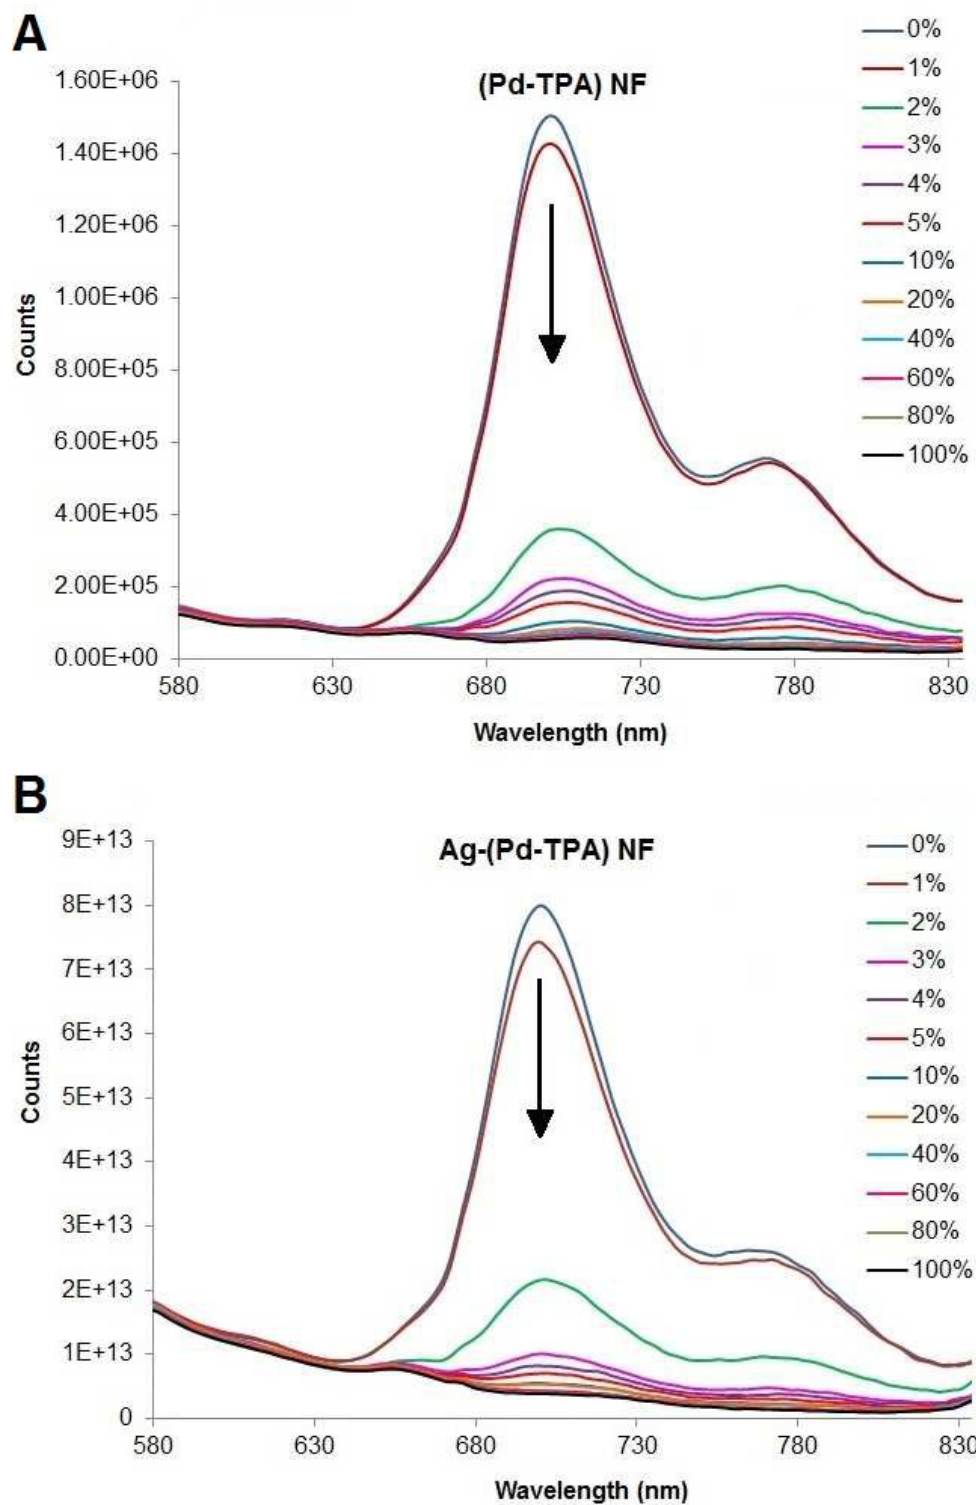 A
(Pd-TPA) NF
1.60E+06
1.40E+06
1.20E+06
1.00E+06
8.00E+05
6.00E+05
4.00E+05
2.00E+05
0.00E+00
Counts
580 630 680 730 780 830
Wavelength (nm)
0%
1%
2%
3%
4%
5%
10%
20%
40%
60%
80%
100%
B
Ag-(Pd-TPA) NF
9E+13
8E+13
7E+13
6E+13
5E+13
4E+13
3E+13
2E+13
1E+13
0
Counts
580 630 680 730 780 830
Wavelength (nm)
0%
1%
2%
3%
4%
5%
10%
20%
40%
60%
80%
100%